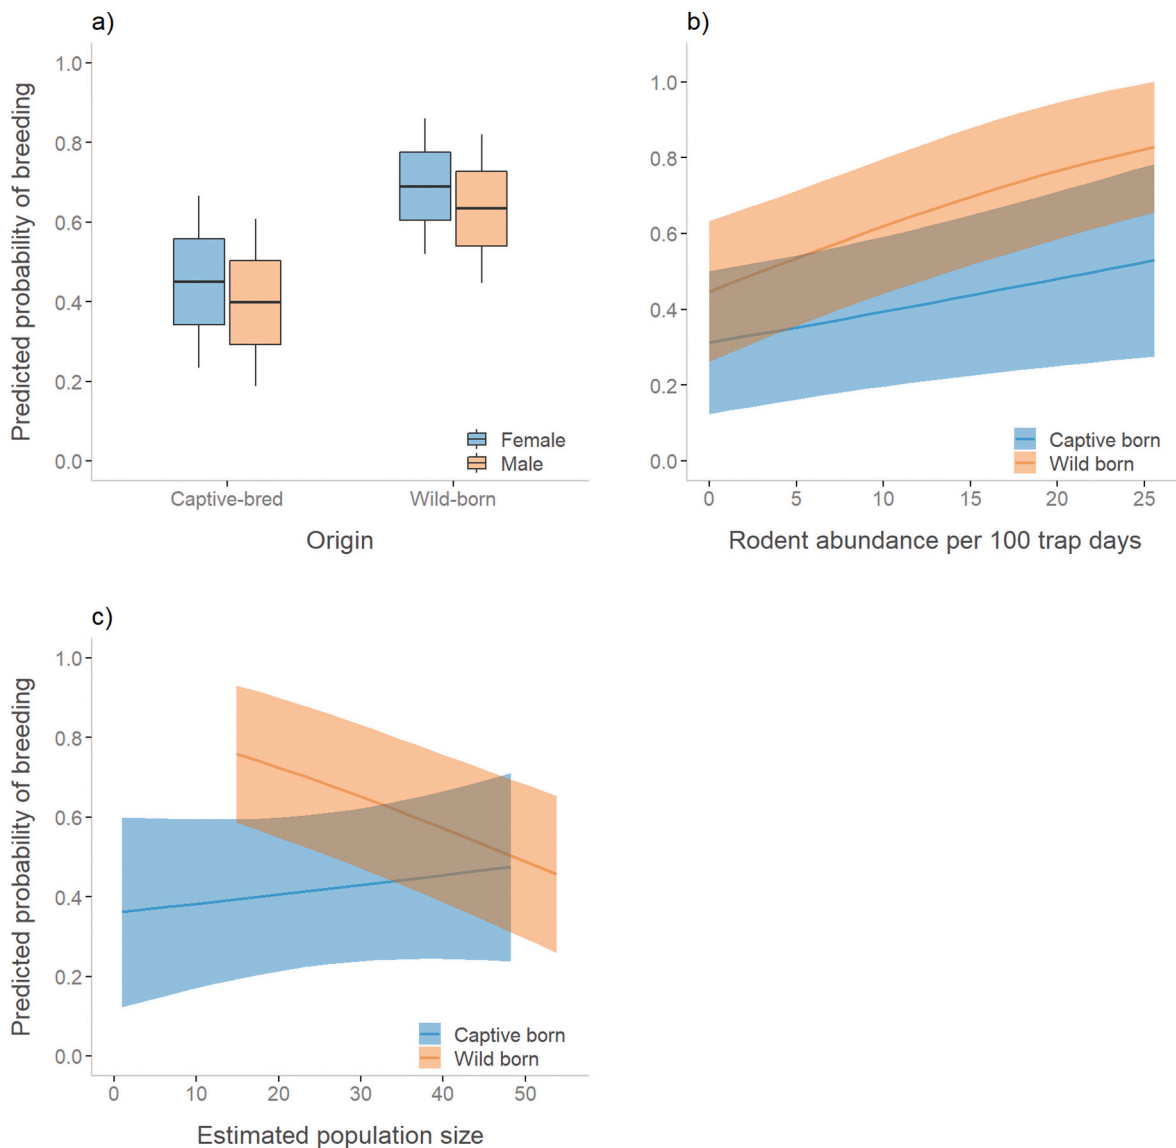 a)
Predicted probability of breeding
1.0
0.8
0.6
0.4
0.2
0.0
Female
Male
Captive-bred Wild-born
Origin
b)
1.0
0.8
0.6
0.4
0.2
0.0
Captive born
Wild born
0 5 10 15 20 25
Rodent abundance per 100 trap days
c)
Predicted probability of breeding
1.0
0.8
0.6
0.4
0.2
0.0
Captive born
Wild born
0 10 20 30 40 50
Estimated population size